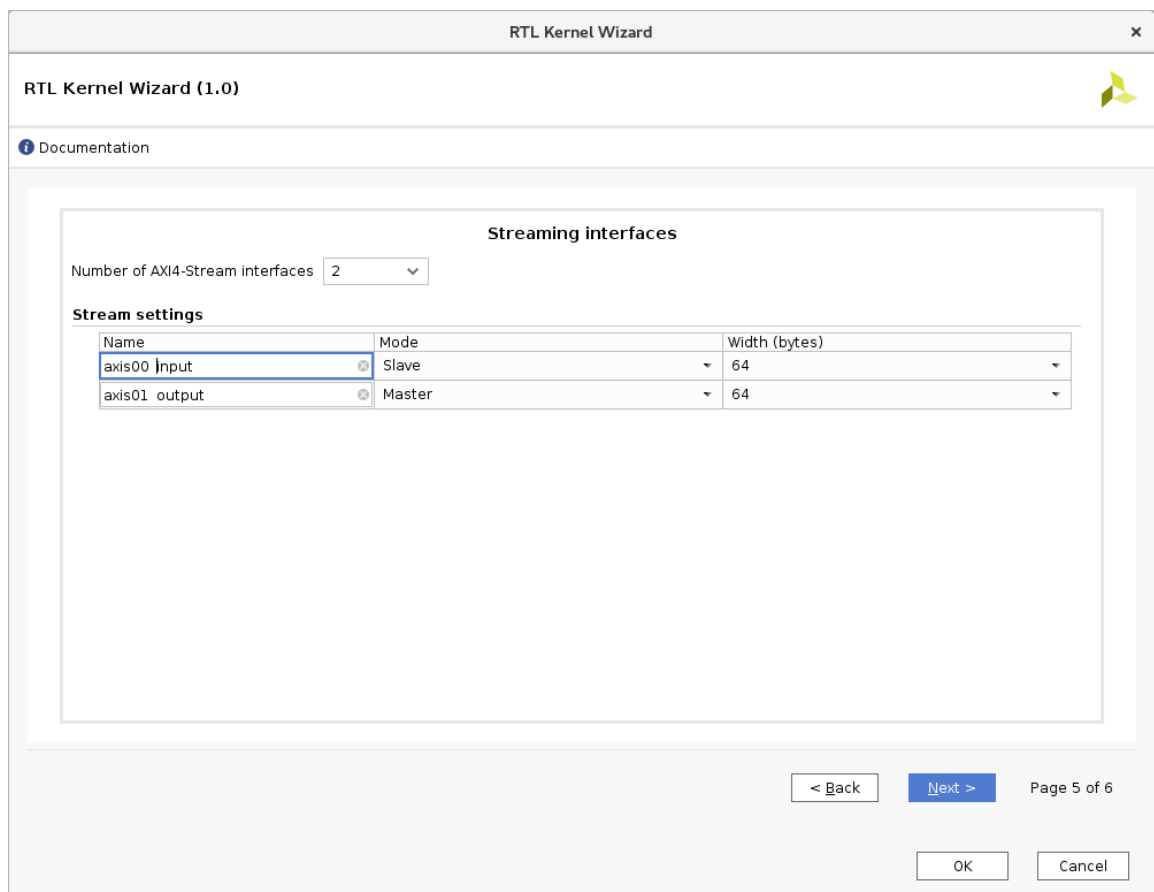 RTL Kernel Wizard
RTL Kernel Wizard (1.0)
Documentation
Streaming interfaces
Number of AXI4-Stream interfaces 2
Stream settings
Name Mode Width (bytes)
axis00 input Slave 64
axis01 output Master 64
< Back Next > Page 5 of 6
OK Cancel